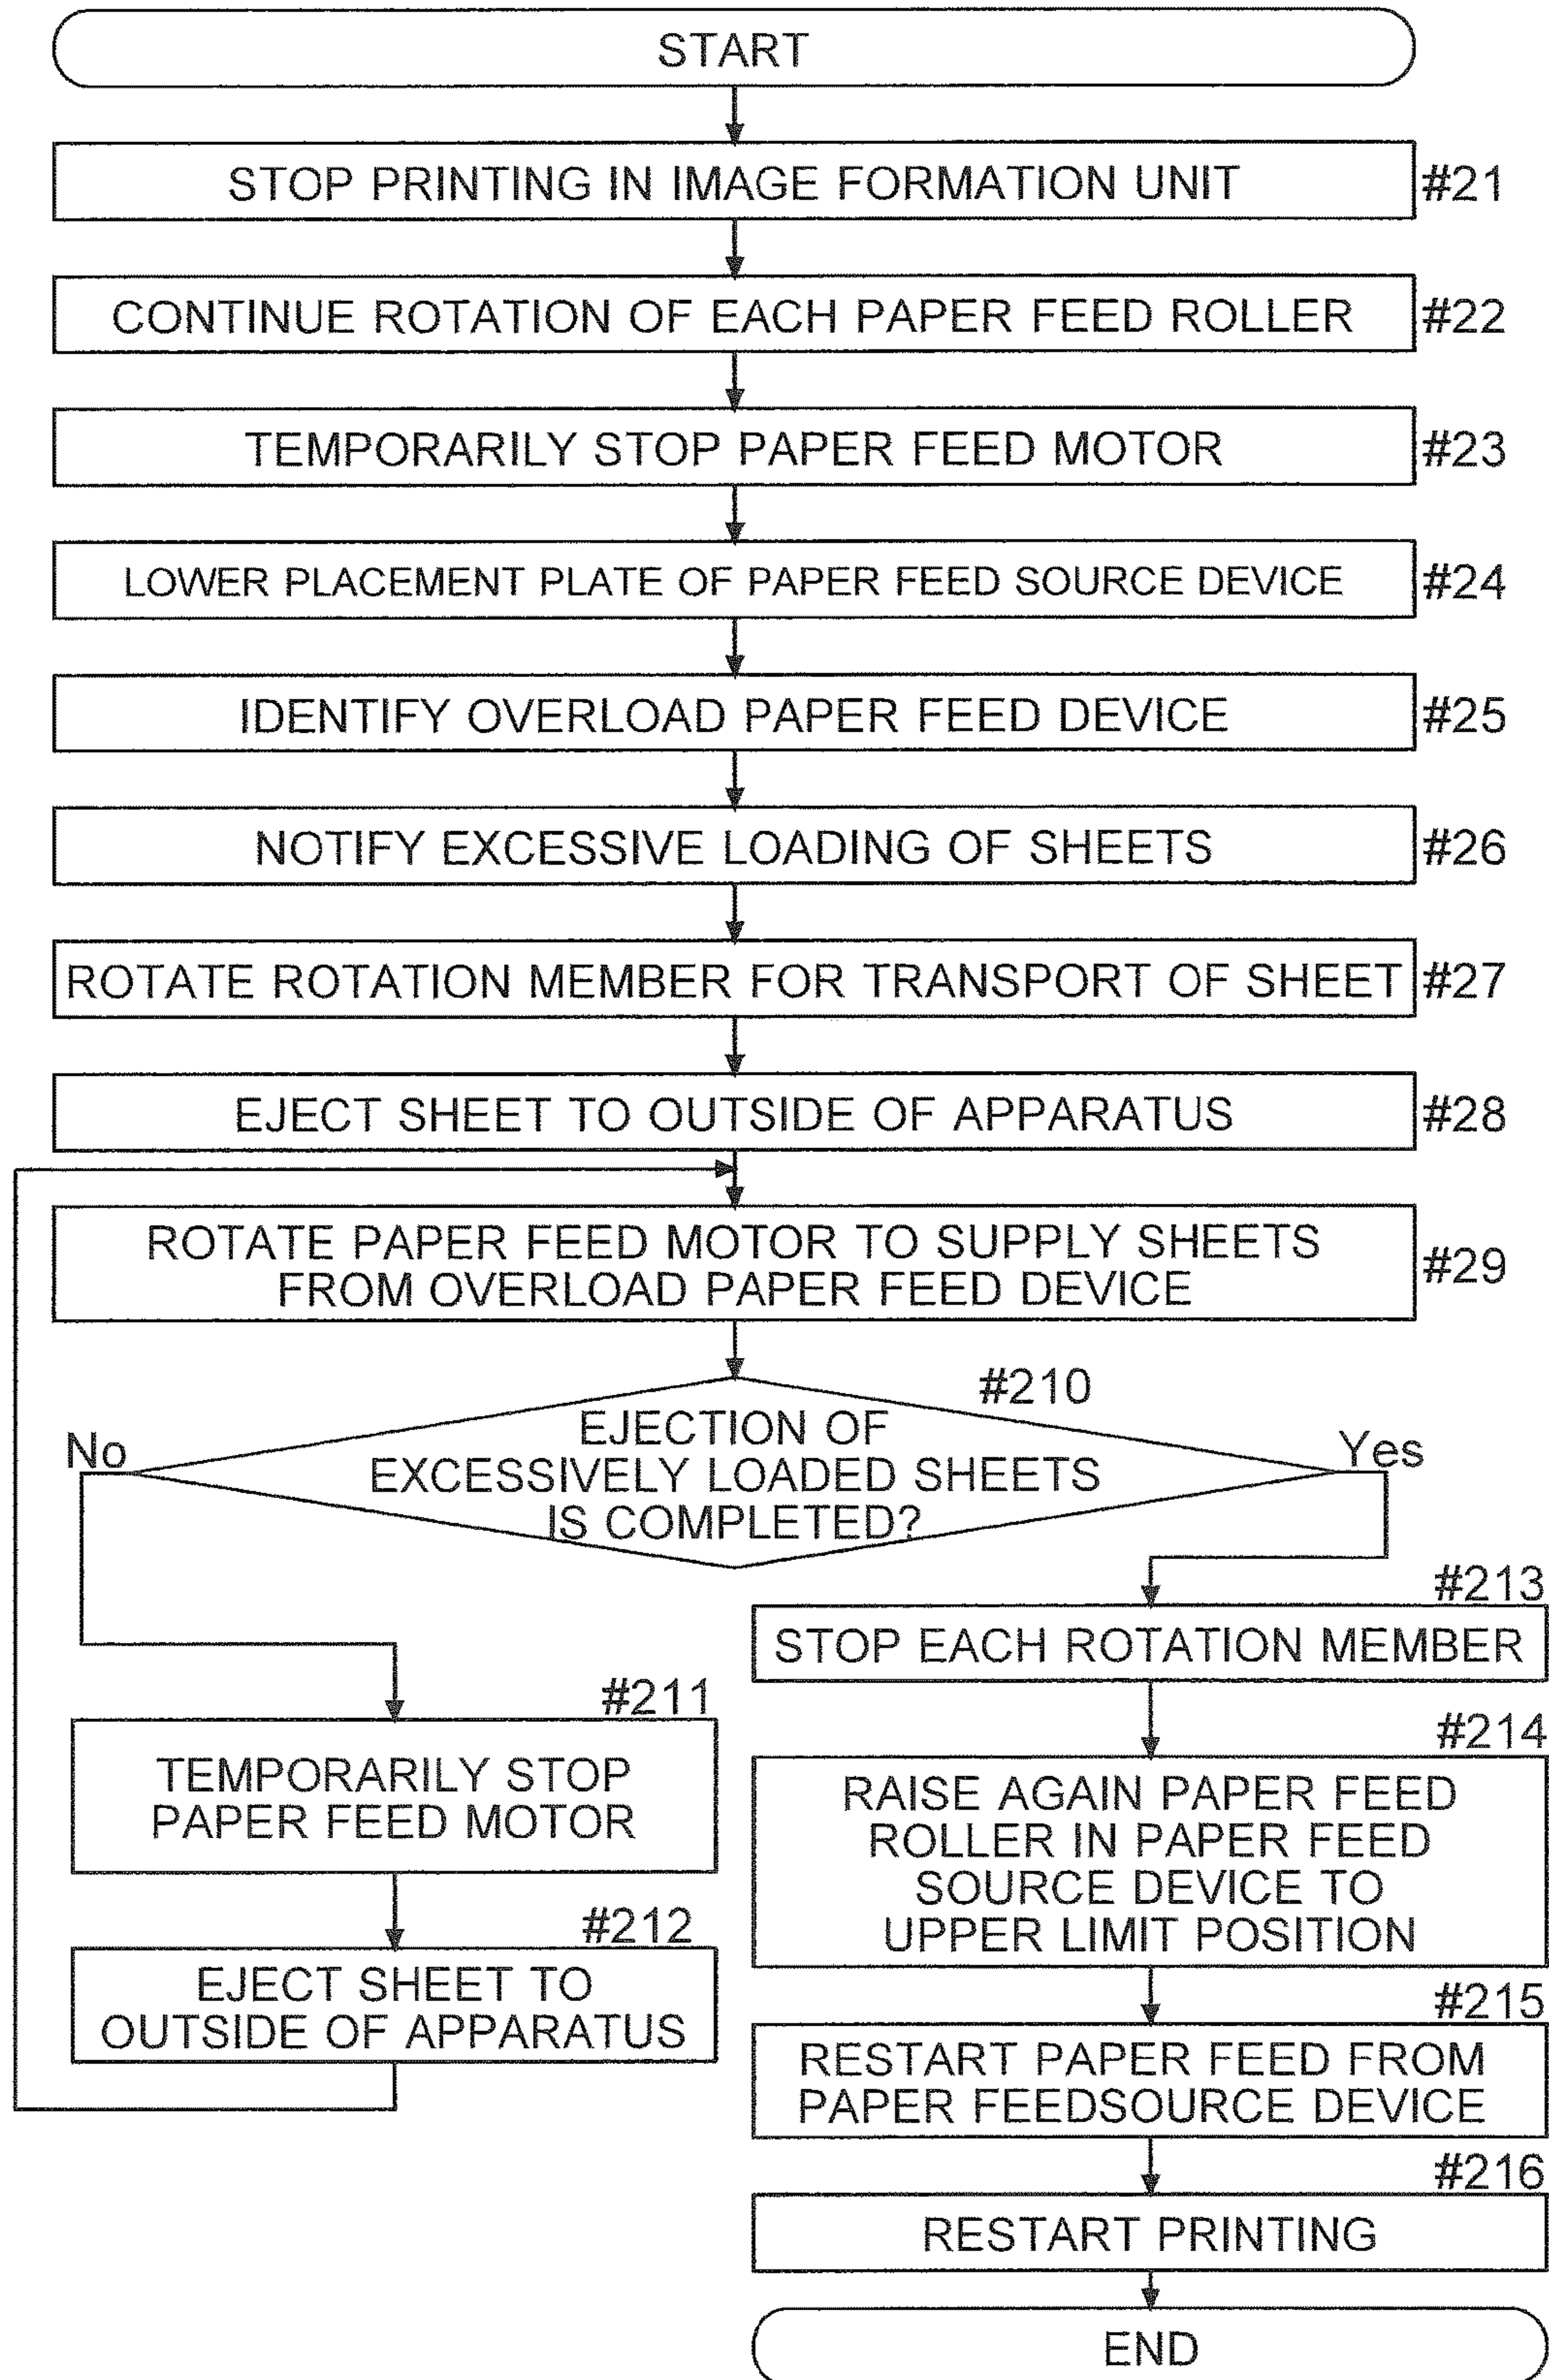 START
STOP PRINTING IN IMAGE FORMATION UNIT
#21
CONTINUE ROTATION OF EACH PAPER FEED ROLLER
#22
TEMPORARILY STOP PAPER FEED MOTOR
#23
LOWER PLACEMENT PLATE OF PAPER FEED SOURCE DEVICE
#24
IDENTIFY OVERLOAD PAPER FEED DEVICE
#25
NOTIFY EXCESSIVE LOADING OF SHEETS
#26
ROTATE ROTATION MEMBER FOR TRANSPORT OF SHEET
#27
EJECT SHEET TO OUTSIDE OF APPARATUS
#28
ROTATE PAPER FEED MOTOR TO SUPPLY SHEETS
FROM OVERLOAD PAPER FEED DEVICE
#29
#210
EJECTION OF
EXCESSIVELY LOADED SHEETS
IS COMPLETED?
No
Yes
#211
TEMPORARILY STOP
PAPER FEED MOTOR
#212
EJECT SHEET TO
OUTSIDE OF APPARATUS
#213
STOP EACH ROTATION MEMBER
#214
RAISE AGAIN PAPER FEED
ROLLER IN PAPER FEED
SOURCE DEVICE TO
UPPER LIMIT POSITION
#215
RESTART PAPER FEED FROM
PAPER FEEDSOURCE DEVICE
#216
RESTART PRINTING
END